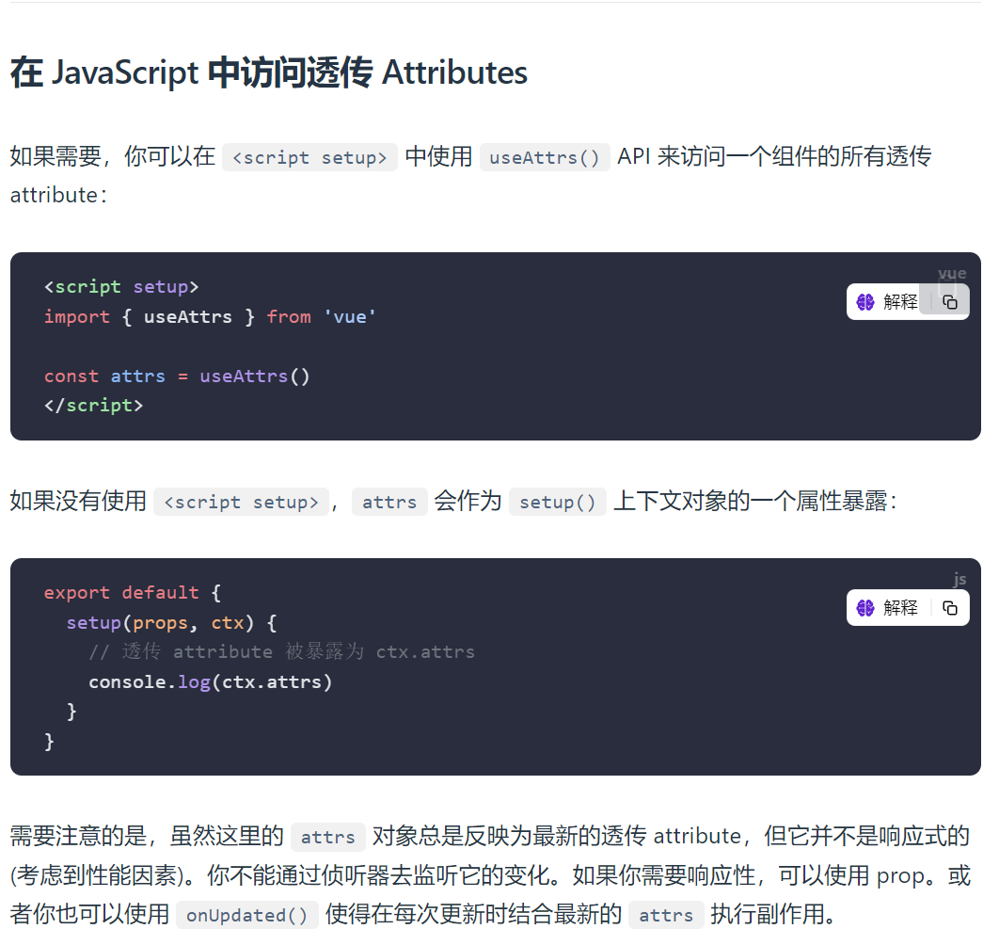 在 JavaScript 中访问透传 Attributes
如果需要，你可以在 <script setup> 中使用 useAttrs() API 来访问一个组件的所有透传
attribute：
vue
解释
<script setup>
import { useAttrs } from 'vue'
const attrs = useAttrs()
</script>
如果没有使用 <script setup>，attrs 会作为 setup() 上下文对象的一个属性暴露：
js
解释
export default {
  setup(props, ctx) {
    // 透传 attribute 被暴露为 ctx.attrs
    console.log(ctx.attrs)
  }
}
需要注意的是，虽然这里的 attrs 对象总是反映为最新的透传 attribute，但它并不是响应式的
(考虑到性能因素)。你不能通过侦听器去监听它的变化。如果你需要响应性，可以使用 prop。或
者你也可以使用 onUpdated() 使得在每次更新时结合最新的 attrs 执行副作用。